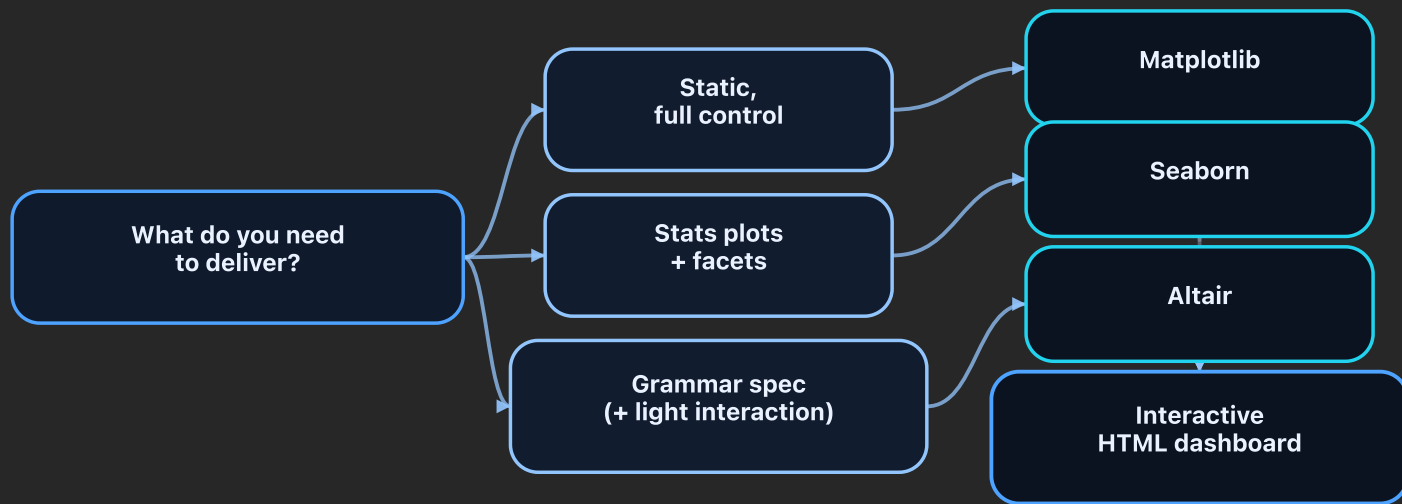 What do you need
to deliver?
Static,
full control
Stats plots
+ facets
Grammar spec
(+ light interaction)
Matplotlib
Seaborn
Altair
Interactive
HTML dashboard